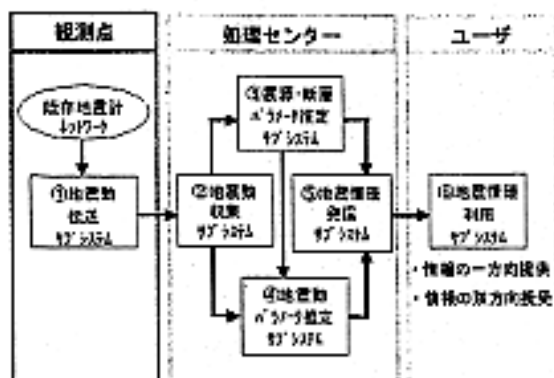 観測点
処理センター
ユーザ
既存地震計
ネットワーク
①地震動
伝送
サブシステム
②地震動
収集
サブシステム
③震源・断層
パラメータ推定
サブシステム
④地震動
パラメータ推定
サブシステム
⑤地震情報
発信
サブシステム
⑥地震情報
利用
サブシステム
・情報の一方向提供
・情報の双方向授受